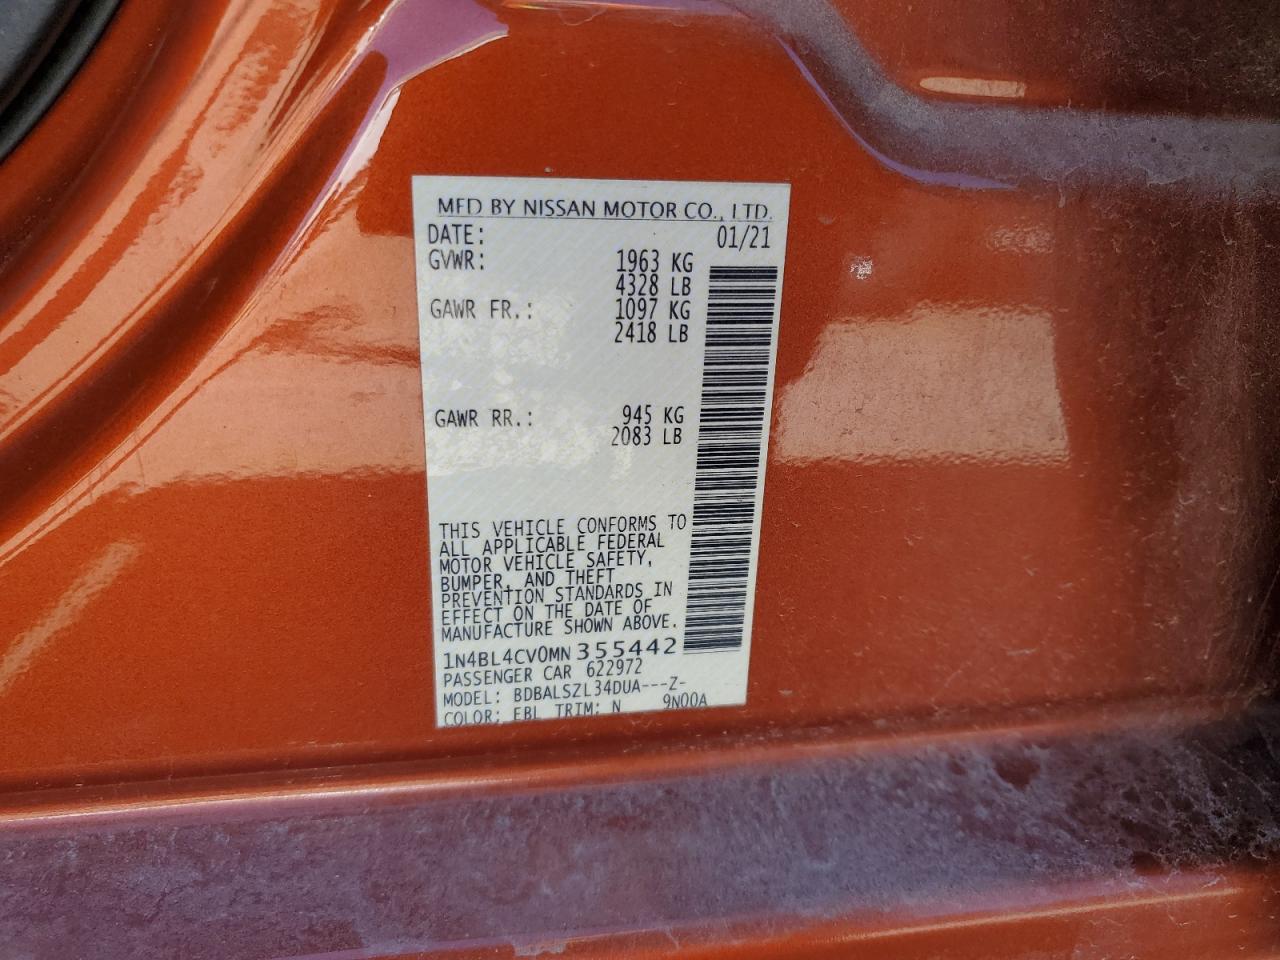 MFD BY NISSAN MOTOR CO., LTD.
DATE: 01/21
GVWR: 1963 KG
4328 LB
GAWR FR.: 1097 KG
2418 LB
GAWR RR.: 945 KG
2083 LB
THIS VEHICLE CONFORMS TO
ALL APPLICABLE FEDERAL
MOTOR VEHICLE SAFETY,
BUMPER, AND THEFT
PREVENTION STANDARDS IN
EFFECT ON THE DATE OF
MANUFACTURE SHOWN ABOVE.
1N4BL4CV0MN 355442
PASSENGER CAR 622972
MODEL: BDBALSZL34DUA---Z-
COLOR: EBL TRIM: N 9N00A